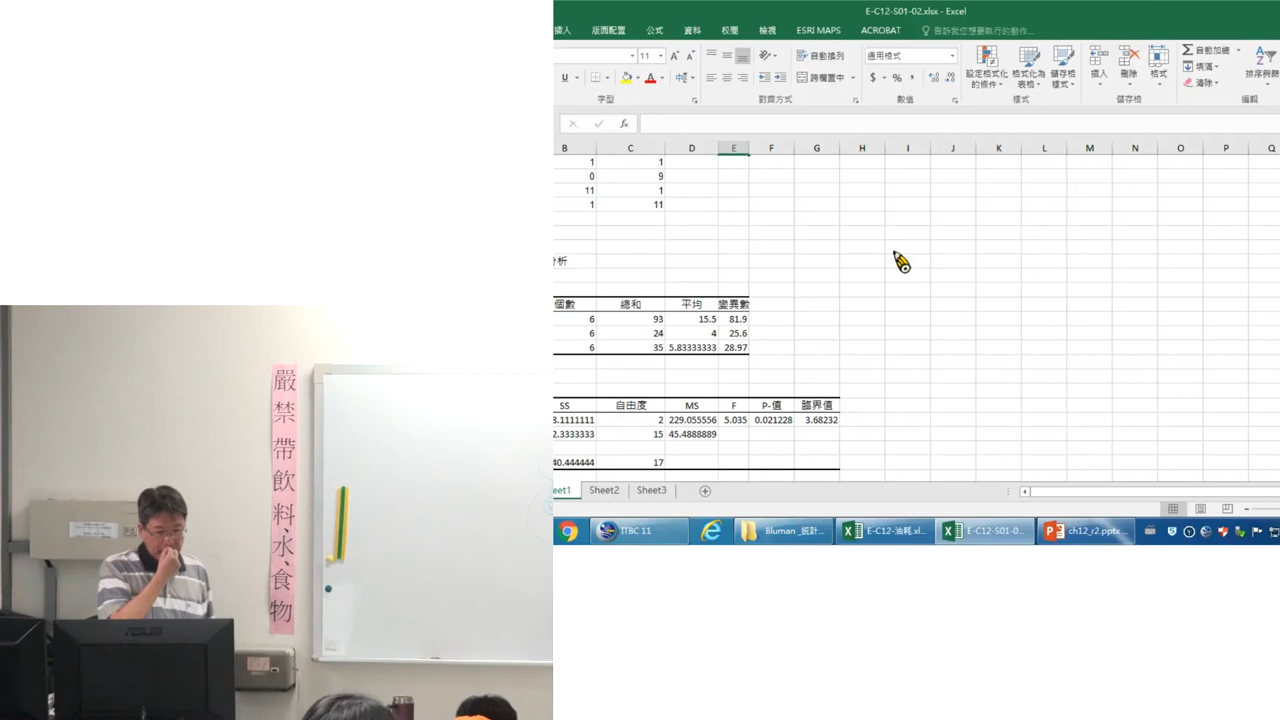 E-C12-S01-02.xlsx - Excel
插入 版面配置 公式 資料 校閱 檢視 ESRI MAPS ACROBAT 告訴我您想要執行的動作...
11 A A 自動換列 通用格式 設定格式化的條件 格式化為表格 儲存格樣式 插入 刪除 格式 自動加總 填滿 清除
U A 跨欄置中 $ %
字型 對齊方式 數值 樣式 儲存格 編輯
fx
B C D E F G H I J K L M N O P Q
1 1
0 9
11 1
1 11
分析
個數 總和 平均 變異數
6 93 15.5 81.9
6 24 4 25.6
6 35 5.83333333 28.97
SS 自由度 MS F P-值 臨界值
8.1111111 2 229.055556 5.035 0.021228 3.68232
2.3333333 15 45.4888889
40.444444 17
eet1 Sheet2 Sheet3
TTBC 11 Bluman_統計... E-C12-油耗.xl... E-C12-S01-0... ch12_r2.pptx...
嚴禁帶飲料、水、食物
ASUS